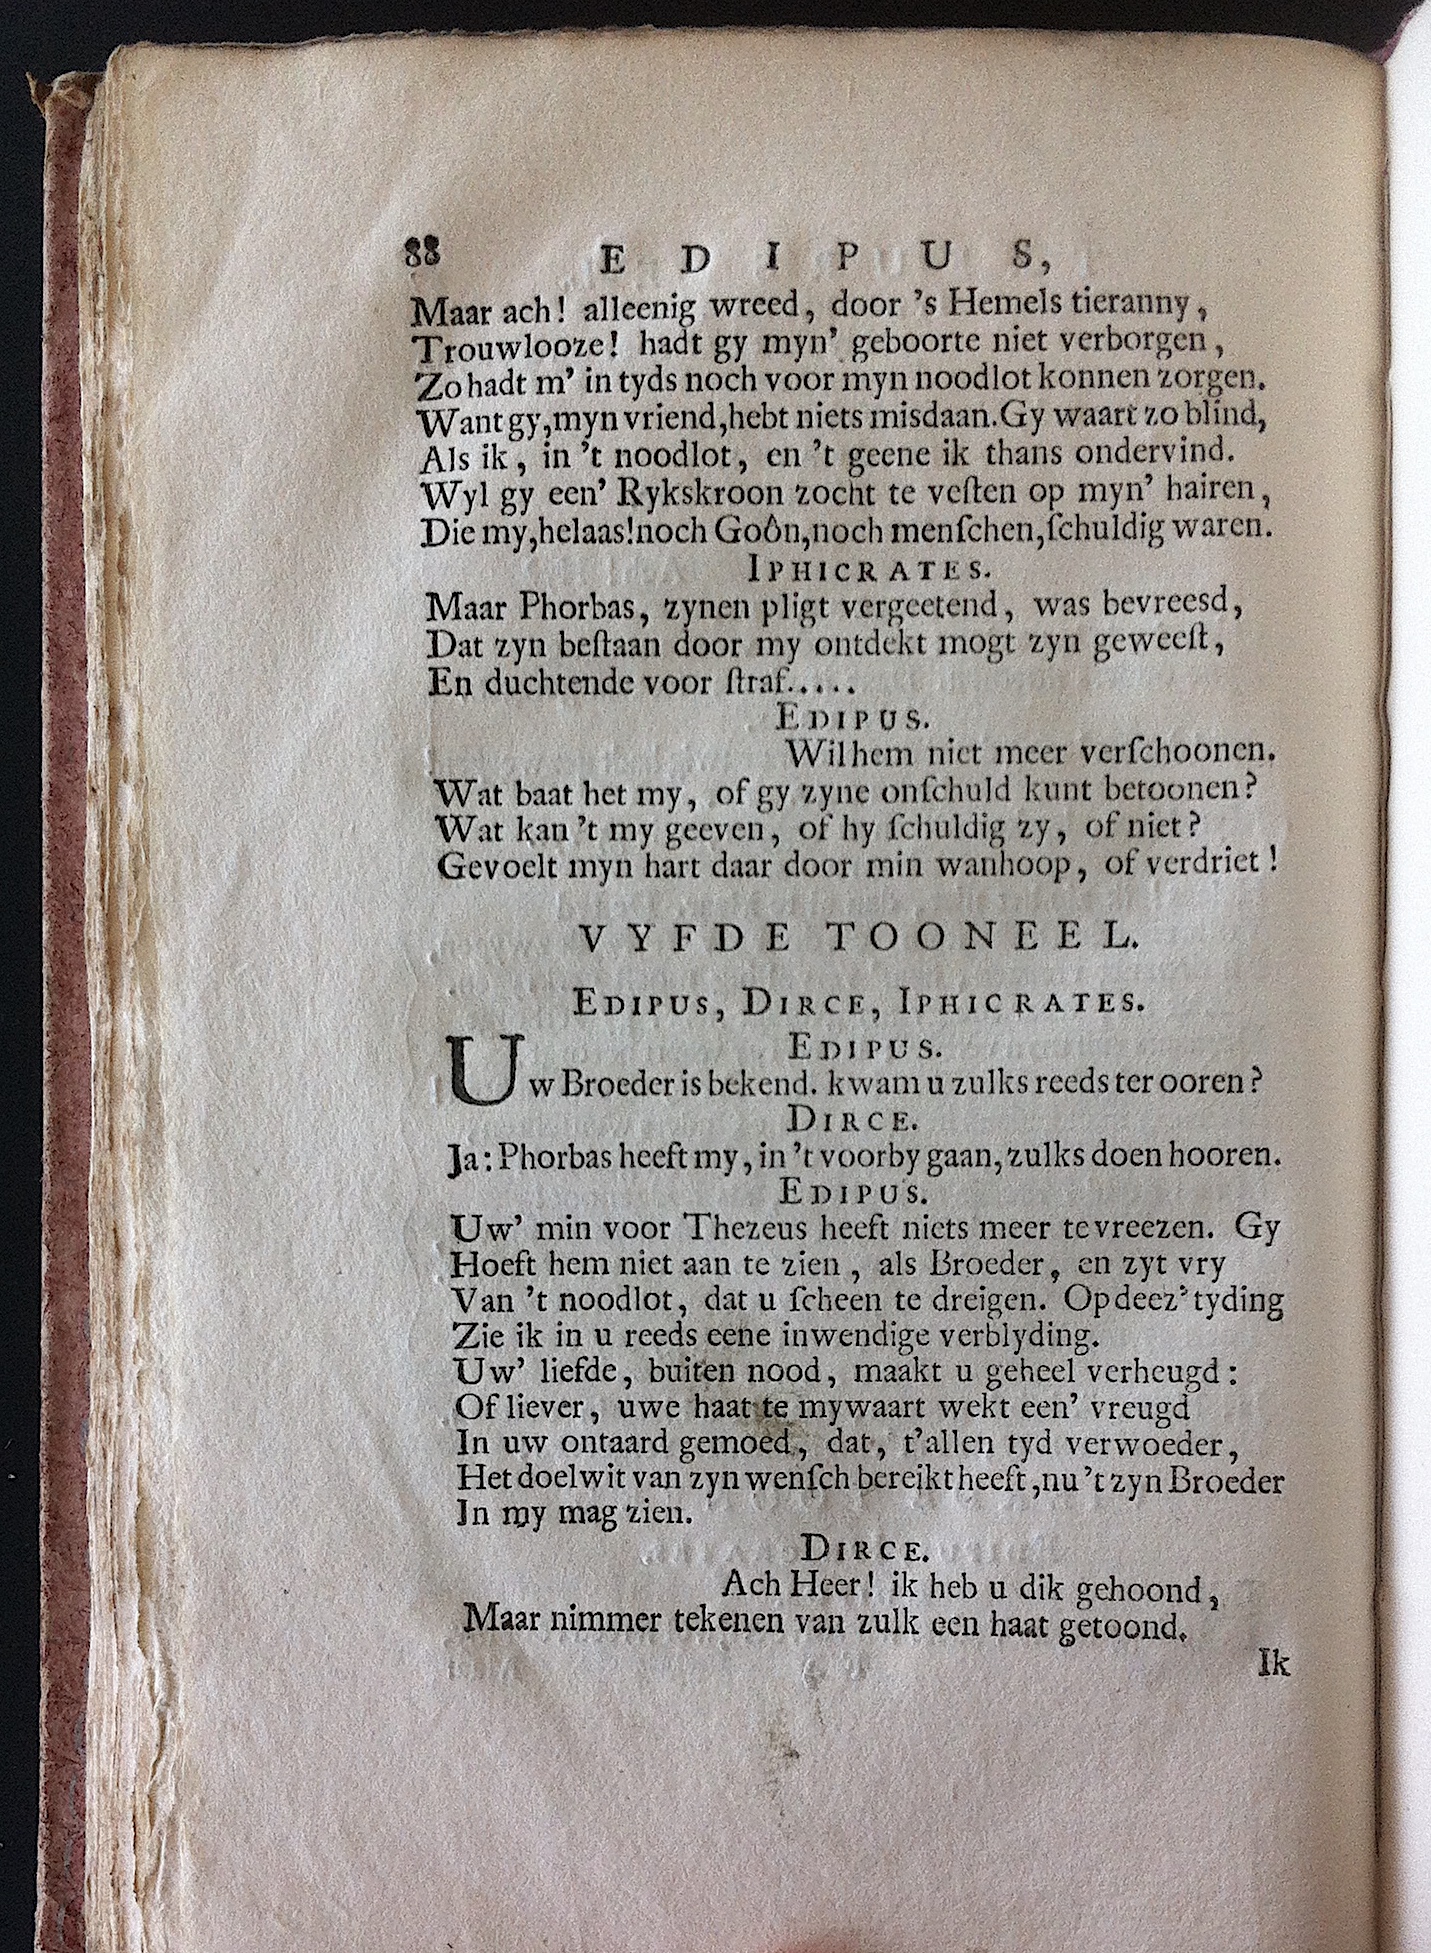 88 EDIPUS,
Maar ach! alleenig wreed, door 's Hemels tieranny,
Trouwlooze! hadt gy myn' geboorte niet verborgen,
Zo hadt m' in tyds noch voor myn noodlot konnen zorgen.
Want gy, myn vriend, hebt niets misdaan. Gy waart zo blind,
Als ik, in 't noodlot, en 't geene ik thans ondervind.
Wyl gy een' Rykskroon zocht te veſten op myn' hairen,
Die my, helaas! noch Goôn, noch menſchen, ſchuldig waren.
IPHICRATES.
Maar Phorbas, zynen pligt vergeetend, was bevreesd,
Dat zyn beſtaan door my ontdekt mogt zyn geweeſt,
En duchtende voor ſtraf.....
EDIPUS.
Wil hem niet meer verſchoonen.
Wat baat het my, of gy zyne onſchuld kunt betoonen?
Wat kan 't my geeven, of hy ſchuldig zy, of niet?
Gevoelt myn hart daar door min wanhoop, of verdriet!
VYFDE TOONEEL.
EDIPUS, DIRCE, IPHICRATES.
EDIPUS.
Uw Broeder is bekend. kwam u zulks reeds ter ooren?
DIRCE.
Ja: Phorbas heeft my, in 't voorby gaan, zulks doen hooren.
EDIPUS.
Uw' min voor Thezeus heeft niets meer te vreezen. Gy
Hoeft hem niet aan te zien, als Broeder, en zyt vry
Van 't noodlot, dat u ſcheen te dreigen. Op deez' tyding
Zie ik in u reeds eene inwendige verblyding.
Uw' liefde, buiten nood, maakt u geheel verheugd:
Of liever, uwe haat te mywaart wekt een' vreugd
In uw ontaard gemoed, dat, t'allen tyd verwoeder,
Het doelwit van zyn wenſch bereikt heeft, nu 't zyn Broeder
In my mag zien.
DIRCE.
Ach Heer! ik heb u dik gehoond,
Maar nimmer tekenen van zulk een haat getoond.
Ik